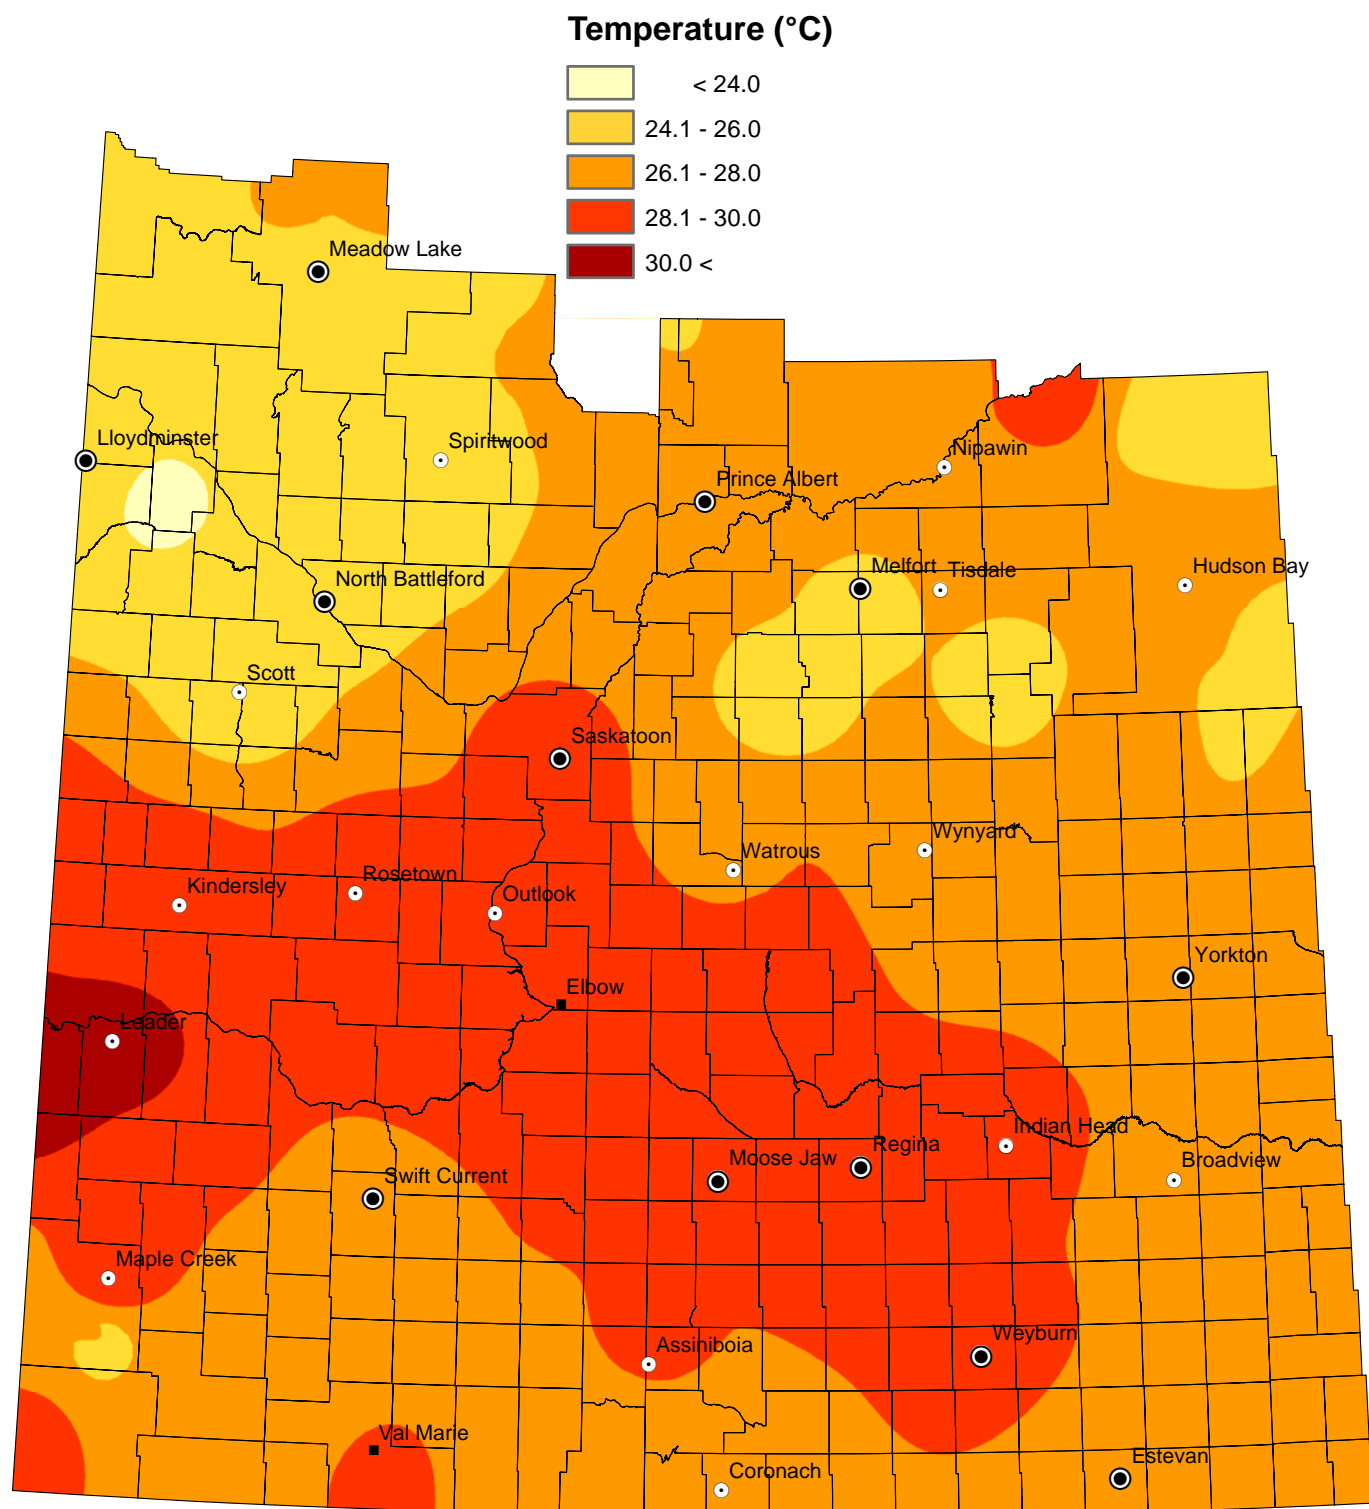 Temperature (°C)
< 24.0
24.1 - 26.0
26.1 - 28.0
28.1 - 30.0
30.0 <
Meadow Lake
Lloydminster
Spiritwood
Nipawin
Prince Albert
Melfort
Tisdale
Hudson Bay
North Battleford
Scott
Saskatoon
Watrous
Wynyard
Kindersley
Rosetown
Outlook
Yorkton
Elbow
Leader
Indian Head
Regina
Moose Jaw
Broadview
Swift Current
Maple Creek
Weyburn
Assiniboia
Val Marie
Coronach
Estevan